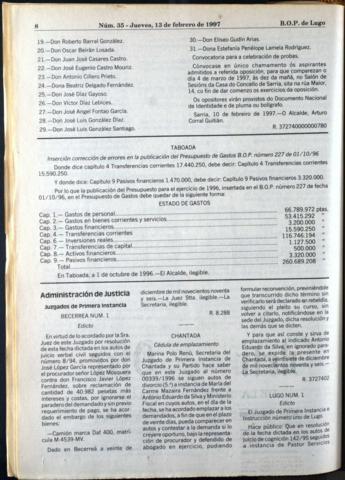 8
Núm. 35 - Jueves, 13 de febrero de 1997
B.O.P. de Lugo
19.—Don Roberto Barral González.
20.—Don Oscar Beirán Losada.
21.—Don Juan José Casares Castro.
22.—Don José Eugenio Castro Mouriz.
23.—Don Antonio Cillero Prieto.
24.—Dona Beatriz Delgado Fernández.
25.—Don José Díaz Gayoso.
26.—Don Víctor Díaz Lebices.
27.—Don José Angel Fontao García.
28.—Don José Luis González Díaz.
29.—Don José Luis González Santiago.
30.—Don Eliseo Gudín Arias.
31.—Dona Estefanía Penélope Lamela Rodríguez.
Convocatoria para a celebración de probas.
Convócase en único chamamento ós aspirantes
admitidos a referida oposición, para que comparezan o
día 4 de marzo de 1997, ás dez da mañá, no Salón de
Sesións da Casa do Concello de Sarria, sita na rúa Maior,
14, co fin de dar comenzo os exercicios da oposición.
Os opositores virán provistos do Documento Nacional
de Identidade e de pluma ou bolígrafo.
Sarria, 10 de febrero de 1997.—O Alcalde, Arturo
Corral Guitián.
R. 372740000000780
TABOADA
Inserción corrección de errores en la publicación del Presupuesto de Gastos B.O.P. número 227 de 01/10/96
Donde dice capítulo 4 Transferencias corrientes 17.440.250, debe decir: Capítulo 4 Transferencias corrientes
15.590.250.
Y donde dice: Capítulo 9 Pasivos financieros 1.470.000, debe decir: Capítulo 9 Pasivos financieros 3.320.000.
Por lo que la publicación del Presupuesto para el ejercicio de 1996, insertada en el B.O.P. número 227 de fecha
01/10/96, en el Presupuesto de Gastos debe quedar de la siguiente forma:
ESTADO DE GASTOS
Cap. 1.— Gastos de personal 66.789.972 ptas.
Cap. 2.— Gastos en bienes corrientes y servicios 53.415.292 "
Cap. 3.— Gastos financieros 3.200.000 "
Cap. 4.— Transferencias corrientes 15.590.250 "
Cap. 6.— Inversiones reales 116.746.194 "
Cap. 7.— Transferencias de capital 1.127.500 "
Cap. 8.— Activos financieros 500.000 "
Cap. 9.— Pasivos financieros 3.320.000 "
Total 260.689.208 "
En Taboada, a 1 de octubre de 1996.—El Alcalde, ilegible.
Administración de Justicia
Juzgados de Primera Instancia
BECERREA NUM. 1
Edicto
En virtud de lo acordado por la Sra.
Juez de este Juzgado por resolución
de esta fecha dictada en los autos de
juicio verbal civil seguidos con el
número 8/94, promovidos por don
José López García representado por
el procurador señor López Mosquera
contra don Francisco Javier López
Fernández, sobre reclamación de
cantidad de 40.982 pesetas más
intereses y costas, por ignorarse el
paradero del demandado y sin previo
requerimiento de pago, se ha acor-
dado el embargo de los siguientes
bienes:
—Camión marca Daf 400, matrí-
cula M-4539-MV.
Dado en Becerreá a veinte de
diciembre de mil novecientos noventa
y seis.—La Juez Stta. ilegible.—La
Secretaria, ilegible.
R. 8.288
CHANTADA
Cédula de emplazamiento
Marina Polo Renú, Secretaria del
Juzgado de Primera Instancia de
Chantada y su Partido hace saber
que en este Juzgado al número
00339/1996 se siguen autos de
a instancia de María del
Carmen Mazaira Fernández frente a
Antonio Eduardo da Silva y Ministerio
Fiscal en cuyos autos, en el día de la
fecha, se ha acordado emplazar a los
demandados, a fin de que en el plazo
de veinte días, pueda comparecer en
autos y contestar a la demanda si lo
creyere oportuno, bajo la representa-
ción de procurador y defendido de
abogado en ejercicio, pudiendo
formular reconvención, previniéndole
que transcurrido dicho término sin
verificarlo será declarado en rebeldía,
siguiendo el pleito su curso, sin
volver a citarlo, notificándose en la
sede del Juzgado, dicha resolución y
las demás que se dicten.
Y para que así conste y sirva de
emplazamiento al indicado Antonio
Eduardo da Silva, en ignorado para-
dero, se expide la presente en
Chantada, a veintiseis de diciembre
de mil novecientos noventa y seis.—
La Secretaria, ilegible.
R. 3727402
LUGO NUM. 1
Edicto
El Juzgado de Primera Instancia e
Instrucción número uno de Lugo.
Hace público: Que en resolución
de la fecha dictada en los autos de
juicio de cognición 142/95 seguidos
a instancia de Pastor Servicios